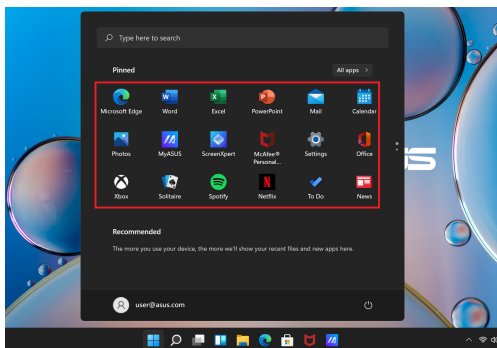 Type here to search
Pinned
All apps >
Microsoft Edge Word Excel PowerPoint Mail Calendar
Photos MyASUS ScreenXpert McAfee® Personal... Settings Office
Xbox Solitaire Spotify Netflix To Do News
Recommended
The more you use your device, the more we'll show your recent files and new apps here.
user@asus.com